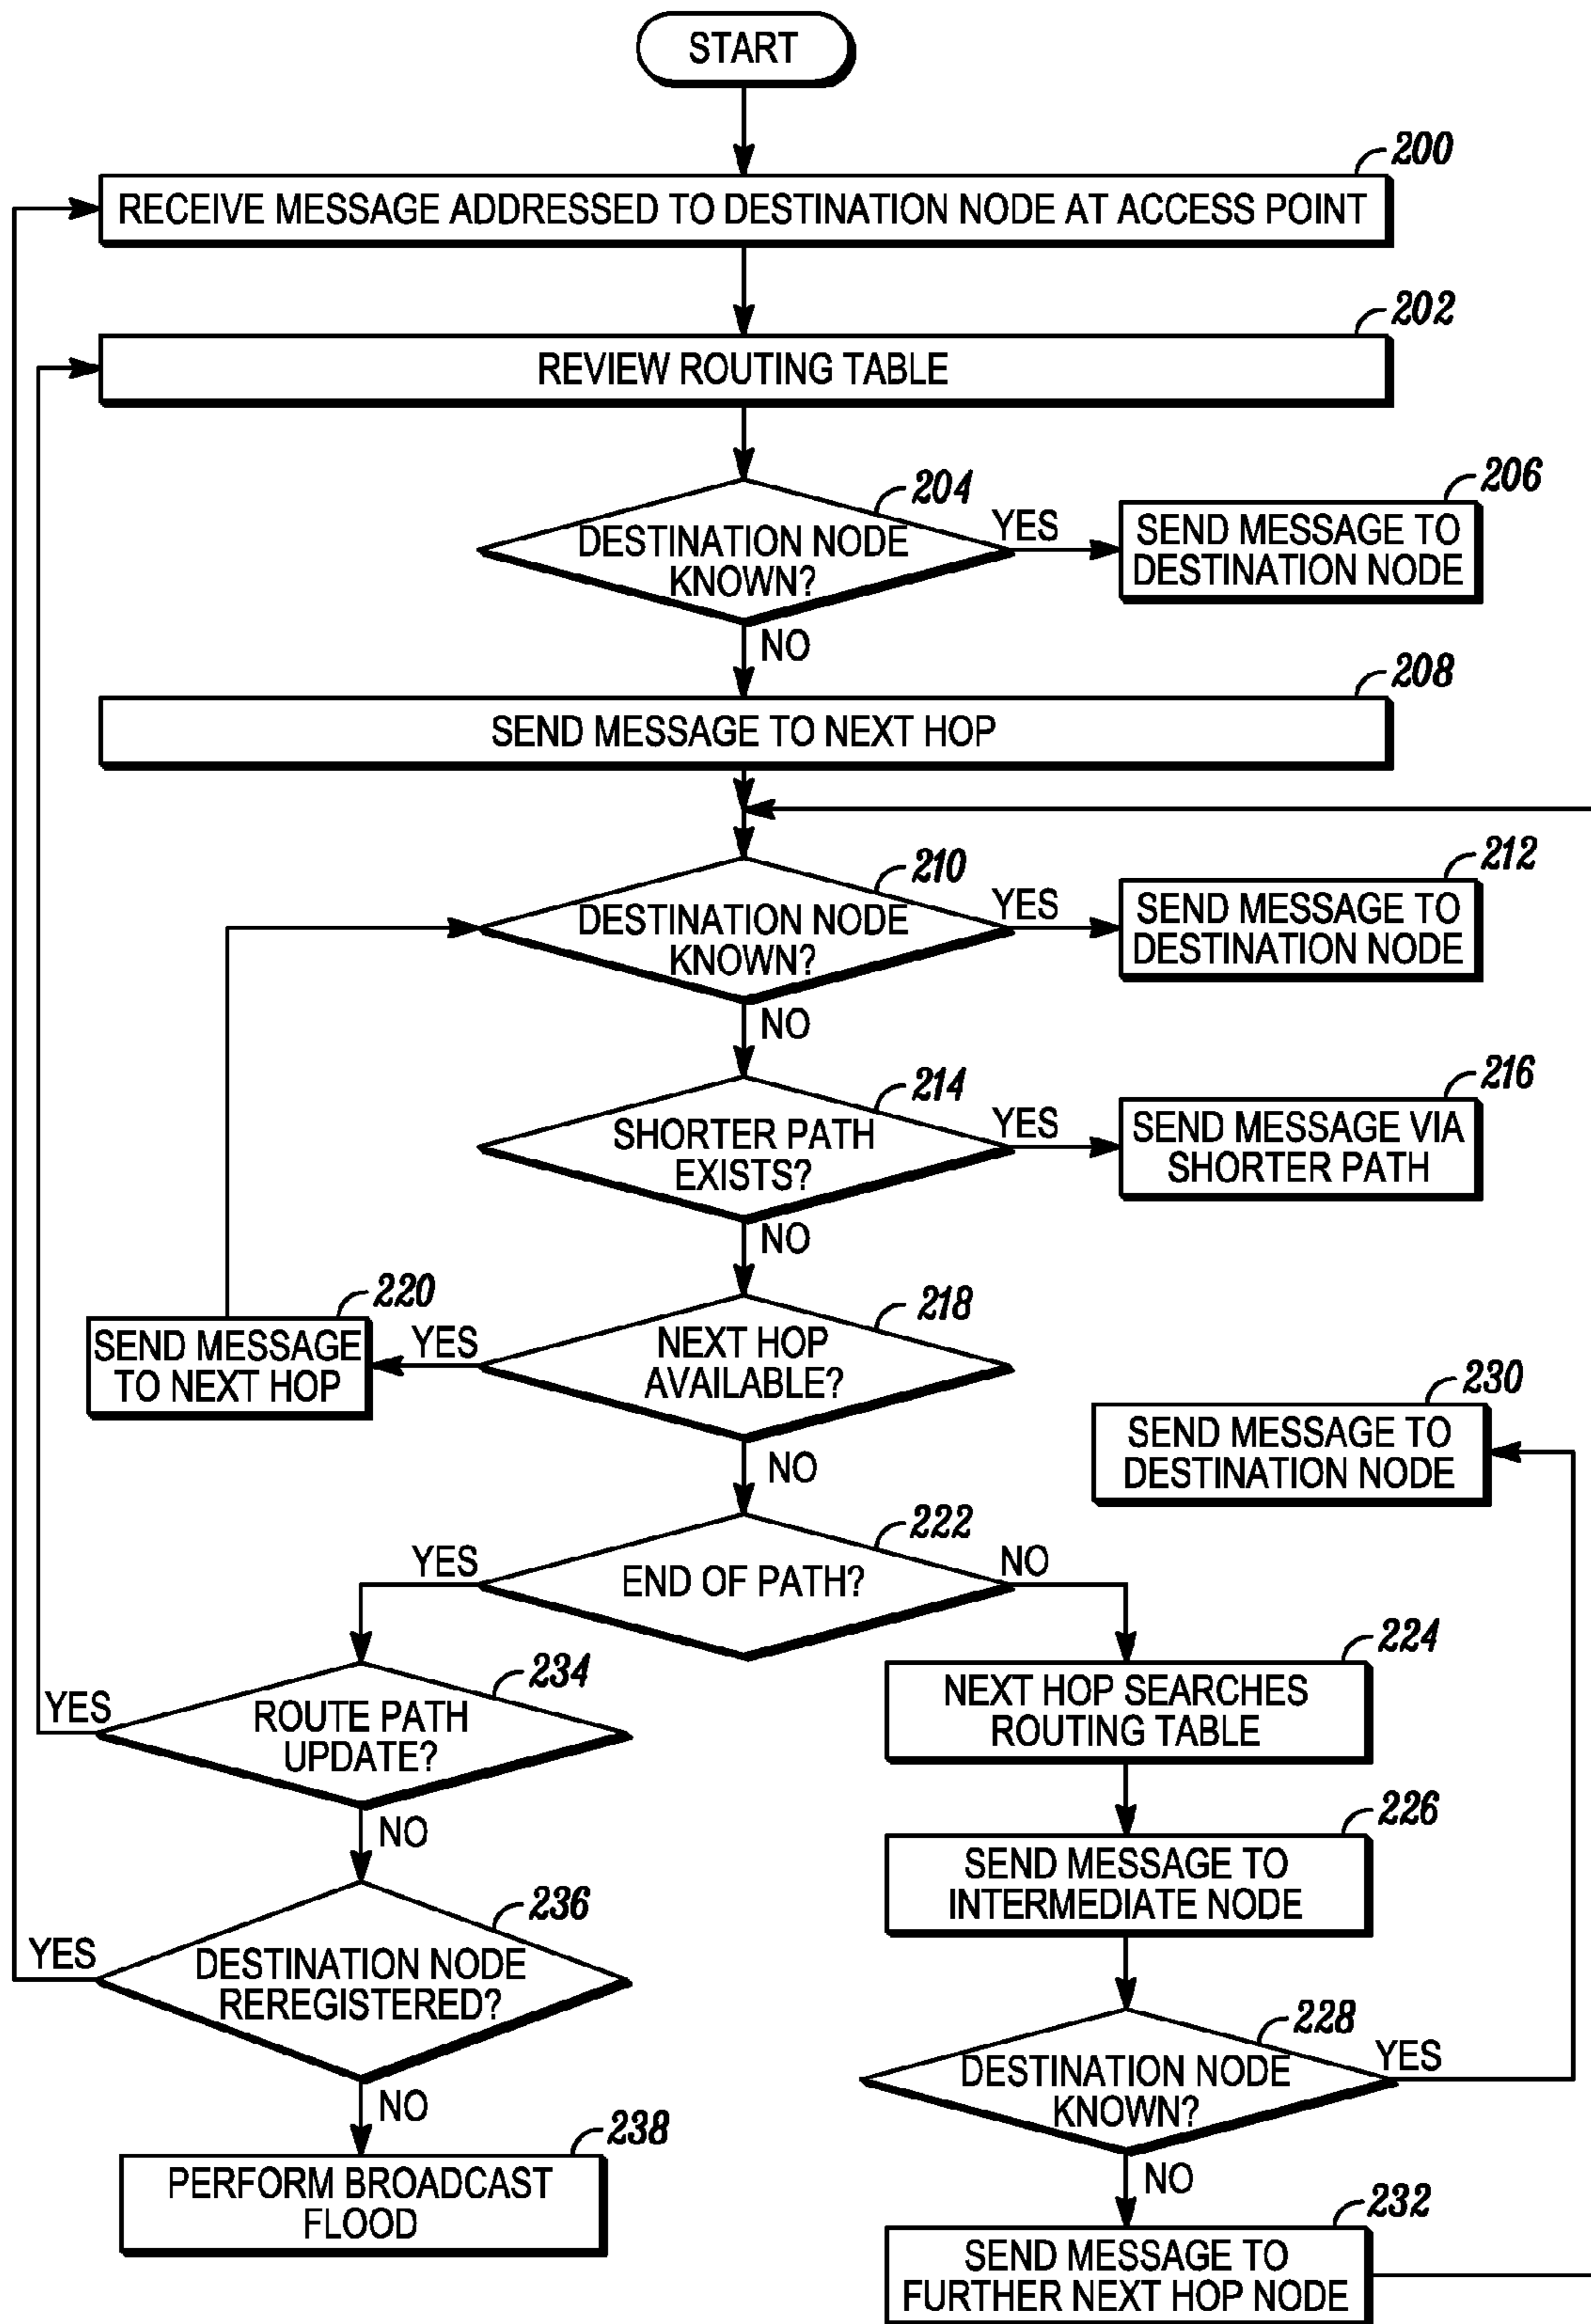 START
200
RECEIVE MESSAGE ADDRESSED TO DESTINATION NODE AT ACCESS POINT
202
REVIEW ROUTING TABLE
204
DESTINATION NODE
KNOWN?
YES
206
SEND MESSAGE TO
DESTINATION NODE
NO
208
SEND MESSAGE TO NEXT HOP
210
DESTINATION NODE
KNOWN?
YES
212
SEND MESSAGE TO
DESTINATION NODE
NO
214
SHORTER PATH
EXISTS?
YES
216
SEND MESSAGE VIA
SHORTER PATH
NO
218
NEXT HOP
AVAILABLE?
YES
220
SEND MESSAGE
TO NEXT HOP
NO
222
END OF PATH?
YES
NO
224
NEXT HOP SEARCHES
ROUTING TABLE
226
SEND MESSAGE TO
INTERMEDIATE NODE
228
DESTINATION NODE
KNOWN?
YES
230
SEND MESSAGE TO
DESTINATION NODE
NO
232
SEND MESSAGE TO
FURTHER NEXT HOP NODE
234
ROUTE PATH
UPDATE?
YES
NO
236
DESTINATION NODE
REREGISTERED?
YES
NO
238
PERFORM BROADCAST
FLOOD